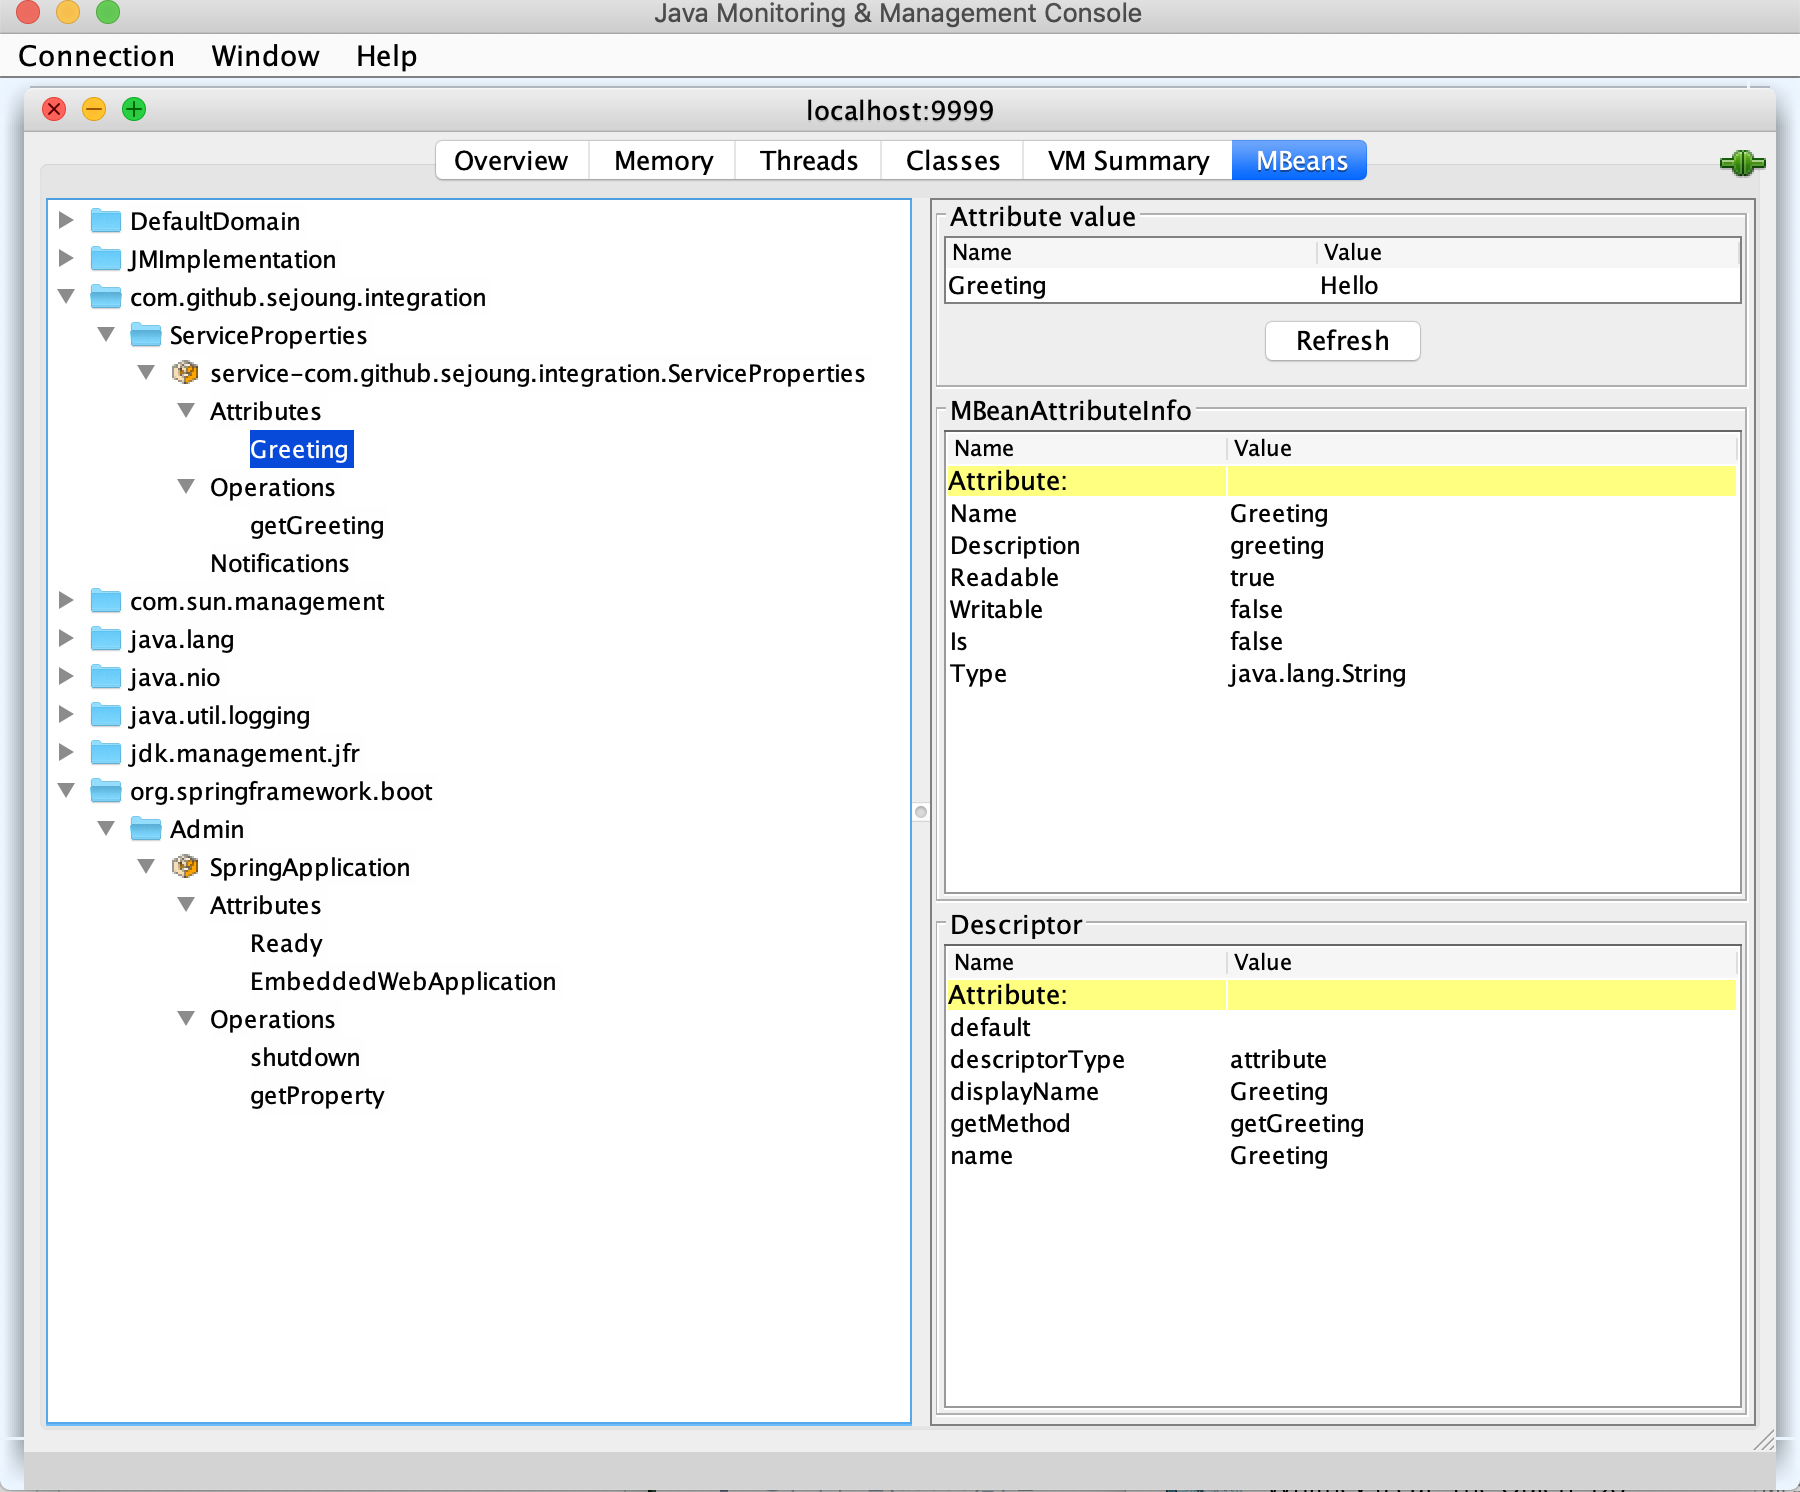 Java Monitoring & Management Console
Connection Window Help
localhost:9999
Overview Memory Threads Classes VM Summary MBeans
DefaultDomain
JMImplementation
com.github.sejoung.integration
ServiceProperties
service-com.github.sejoung.integration.ServiceProperties
Attributes
Greeting
Operations
getGreeting
Notifications
com.sun.management
java.lang
java.nio
java.util.logging
jdk.management.jfr
org.springframework.boot
Admin
SpringApplication
Attributes
Ready
EmbeddedWebApplication
Operations
shutdown
getProperty
Attribute value
Name Value
Greeting Hello
Refresh
MBeanAttributeInfo
Name Value
Attribute:
Name Greeting
Description greeting
Readable true
Writable false
Is false
Type java.lang.String
Descriptor
Name Value
Attribute:
default
descriptorType attribute
displayName Greeting
getMethod getGreeting
name Greeting